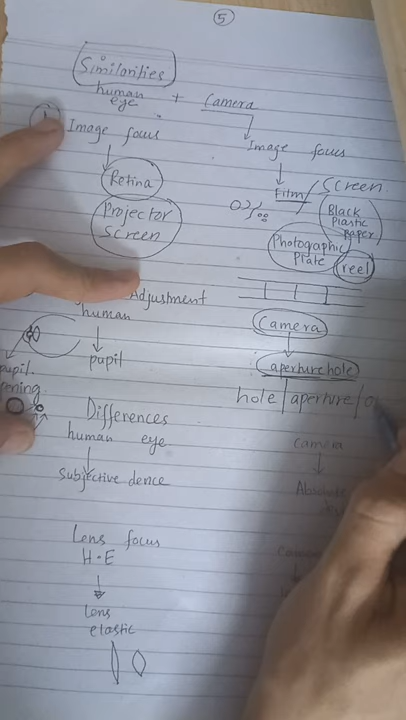 5
Similarities
human eye + Camera
Image focus
Image focus
Retina
Film / Screen
Projector Screen
Black Plastic paper
Photographic Plate
reel
Adjustment
human
pupil
pupil.
Camera
aperture hole
hole / aperture / o
Differences
human eye
Camera
Subjective dence
Lens focus
H.E
Lens
elastic